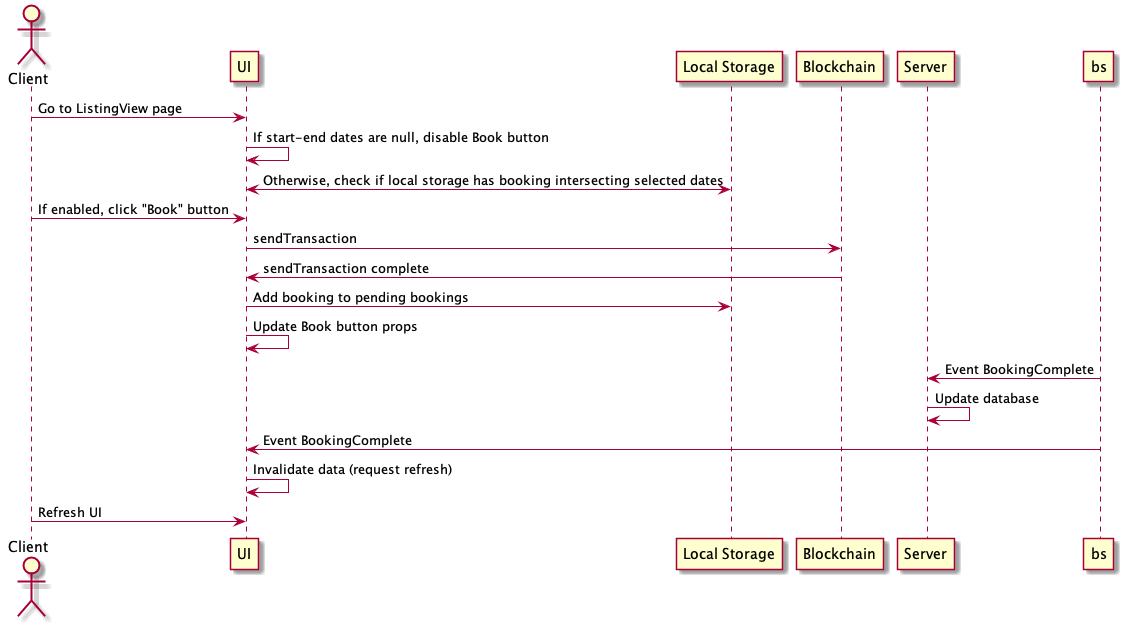 Client
UI
Local Storage
Blockchain
Server
bs
Go to ListingView page
If start-end dates are null, disable Book button
Otherwise, check if local storage has booking intersecting selected dates
If enabled, click "Book" button
sendTransaction
sendTransaction complete
Add booking to pending bookings
Update Book button props
Event BookingComplete
Update database
Event BookingComplete
Invalidate data (request refresh)
Refresh UI
Client
UI
Local Storage
Blockchain
Server
bs